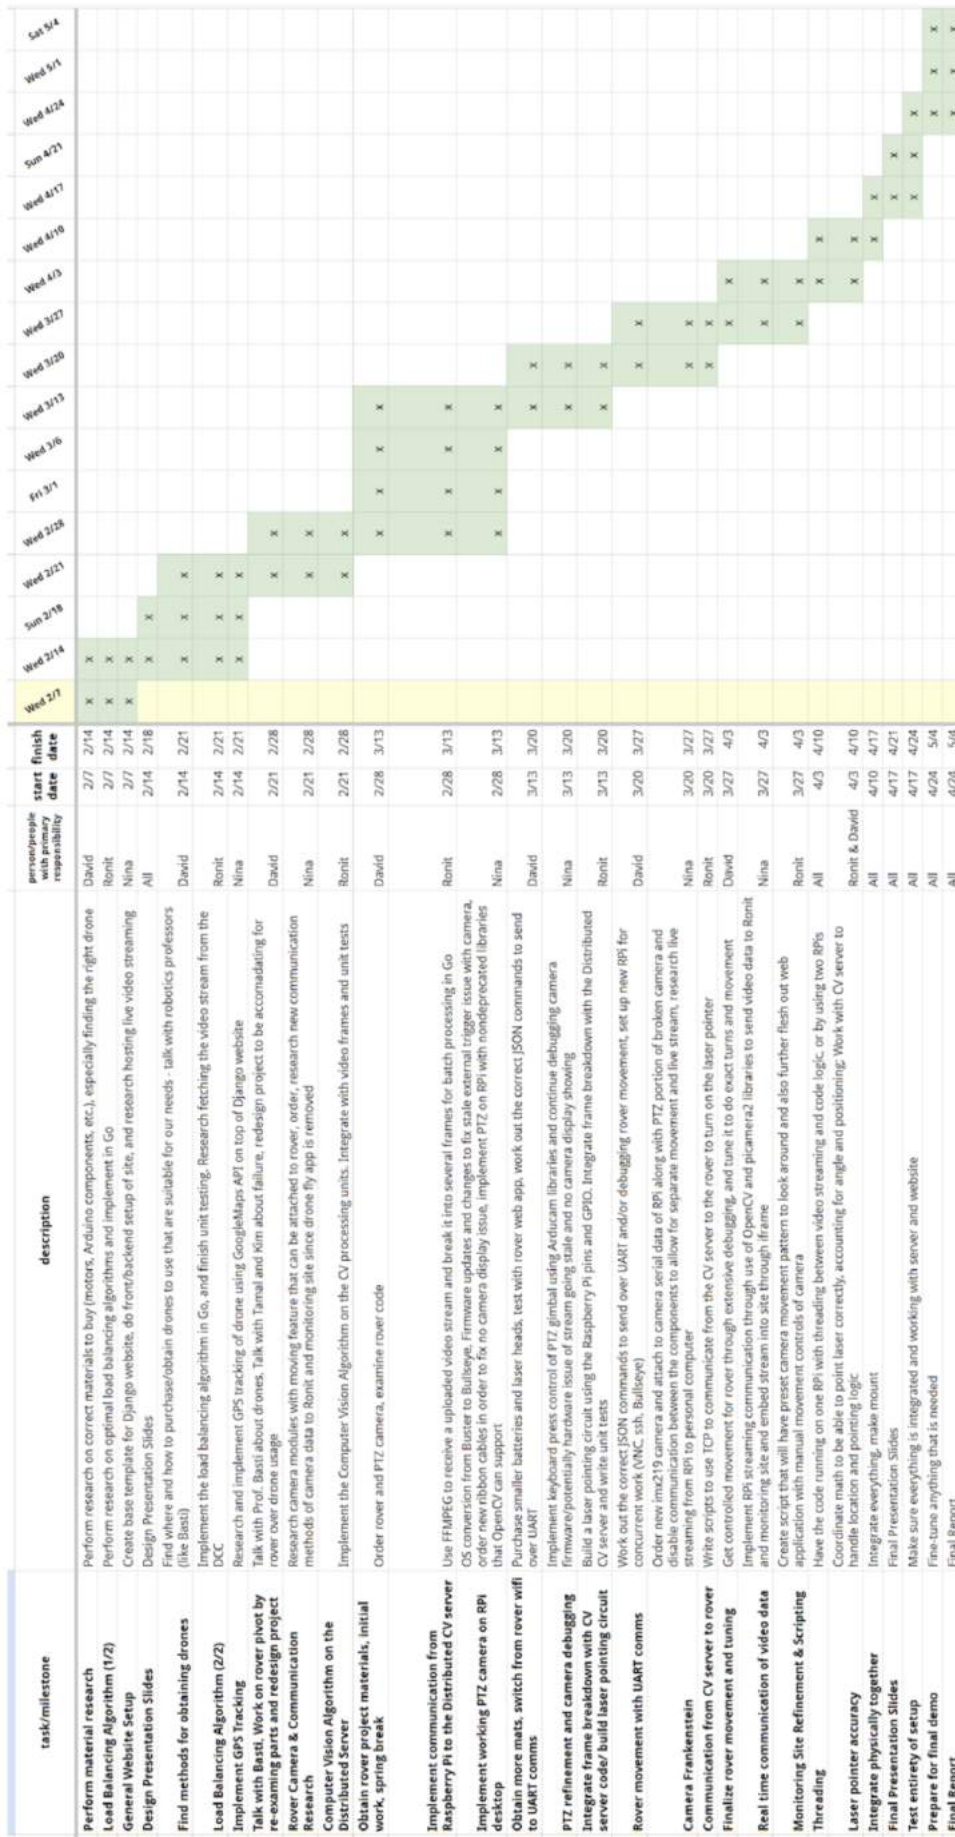 task/milestone
description
person/people
with primary
responsibility
start
date
finish
date
Wed 2/7
Wed 2/14
Sun 2/18
Wed 2/21
Wed 2/28
Fri 3/1
Wed 3/6
Wed 3/13
Wed 3/20
Wed 3/27
Wed 4/3
Wed 4/10
Wed 4/17
Sun 4/21
Wed 4/24
Wed 5/1
Sat 5/4
Perform material research
Perform research on correct materials to buy (motors, Arduino components, etc.), especially finding the right drone
David
2/7
2/14
x x
Load Balancing Algorithm (1/2)
Perform research on optimal load balancing algorithms and implement in Go
Ronit
2/7
2/14
x x
General Website Setup
Create base template for Django website, do front/backend setup of site, and research hosting live video streaming
Nina
2/7
2/14
x x
Design Presentation Slides
Design Presentation Slides
All
2/14
2/18
x x
Find methods for obtaining drones
Find where and how to purchase/obtain drones to use that are suitable for our needs - talk with robotics professors
(like Basti)
David
2/14
2/21
x x x
Load Balancing Algorithm (2/2)
Implement the load balancing algorithm in Go, and finish unit testing. Research fetching the video stream from the
DCC
Ronit
2/14
2/21
x x x
Implement GPS Tracking
Research and implement GPS tracking of drone using GoogleMaps API on top of Django website
Nina
2/14
2/21
x x x
Talk with Basti, Work on rover pivot by
re-examing parts and redesign project
Talk with Prof. Basti about drones. Talk with Tamal and Kim about failure, redesign project to be accomadating for
rover over drone usage
David
2/21
2/28
x x
Rover Camera & Communication
Research
Research camera modules with moving feature that can be attached to rover, order, research new communication
methods of camera data to Ronit and monitoring site since drone fly app is removed
Nina
2/21
2/28
x x
Computer Vision Algorithm on the
Distributed Server
Implement the Computer Vision Algorithm on the CV processing units. Integrate with video frames and unit tests
Ronit
2/21
2/28
x x
Obtain rover project materials, initial
work, spring break
Order rover and PTZ camera, examine rover code
David
2/28
3/13
x x x x
Implement communication from
Raspberry Pi to the Distributed CV server
Use FFMPEG to receive a uploaded video stream and break it into several frames for batch processing in Go
Ronit
2/28
3/13
x x x x
Implement working PTZ camera on RPi
desktop
OS conversion from Buster to Bullseye, Firmware updates and changes to fix stale external trigger issue with camera,
order new ribbon cables in order to fix no camera display issue, implement PTZ on RPi with nondeprecated libraries
that OpenCV can support
Nina
2/28
3/13
x x x x
Obtain more mats, switch from rover wifi
to UART comms
Purchase smaller batteries and laser heads, test with rover web app, work out the correct JSON commands to send
over UART
David
3/13
3/20
x x
PTZ refinement and camera debugging
Implement keyboard press control of PTZ gimbal using Arducam libraries and continue debugging camera
firmware/potentially hardware issue of stream going stale and no camera display showing
Nina
3/13
3/20
x x
Integrate frame breakdown with CV
server code/ build laser pointing circuit
Build a laser pointing circuit using the Raspberry Pi pins and GPIO. Integrate frame breakdown with the Distributed
CV server and write unit tests
Ronit
3/13
3/20
x x
Rover movement with UART comms
Work out the correct JSON commands to send over UART and/or debugging rover movement, set up new RPi for
concurrent work (VNC, ssh, Bullseye)
David
3/20
3/27
x x
Camera Frankenstein
Order new imx219 camera and attach to camera serial data of RPi along with PTZ portion of broken camera and
disable communication between the components to allow for separate movement and live stream, research live
streaming from RPi to personal computer
Nina
3/20
3/27
x x
Communication from CV server to rover
Write scripts to use TCP to communicate from the CV server to the rover to turn on the laser pointer
Ronit
3/20
3/27
x x
Finalize rover movement and tuning
Get controlled movement for rover through extensive debugging, and tune it to do exact turns and movement
David
3/27
4/3
x x
Real time communication of video data
Implement RPi streaming communication through use of OpenCV and picamera2 libraries to send video data to Ronit
and monitoring site and embed stream into site through iframe
Nina
3/27
4/3
x x
Monitoring Site Refinement & Scripting
Create script that will have preset camera movement pattern to look around and also further flesh out web
application with manual movement controls of camera
Ronit
3/27
4/3
x x
Threading
Have the code running on one RPi with threading between video streaming and code logic, or by using two RPis
All
4/3
4/10
x x
Laser pointer accuracy
Coordinate math to be able to point laser correctly, accounting for angle and positioning; Work with CV server to
handle location and pointing logic
Ronit & David
4/3
4/10
x x
Integrate physically together
Integrate everything, make mount
All
4/10
4/17
x x
Final Presentation Slides
Final Presentation Slides
All
4/17
4/21
x x
Test entirety of setup
Make sure everything is integrated and working with server and website
All
4/17
4/24
x x x
Prepare for final demo
Fine-tune anything that is needed
All
4/24
5/4
x x x
Final Report
Final Report
All
4/24
5/4
x x x